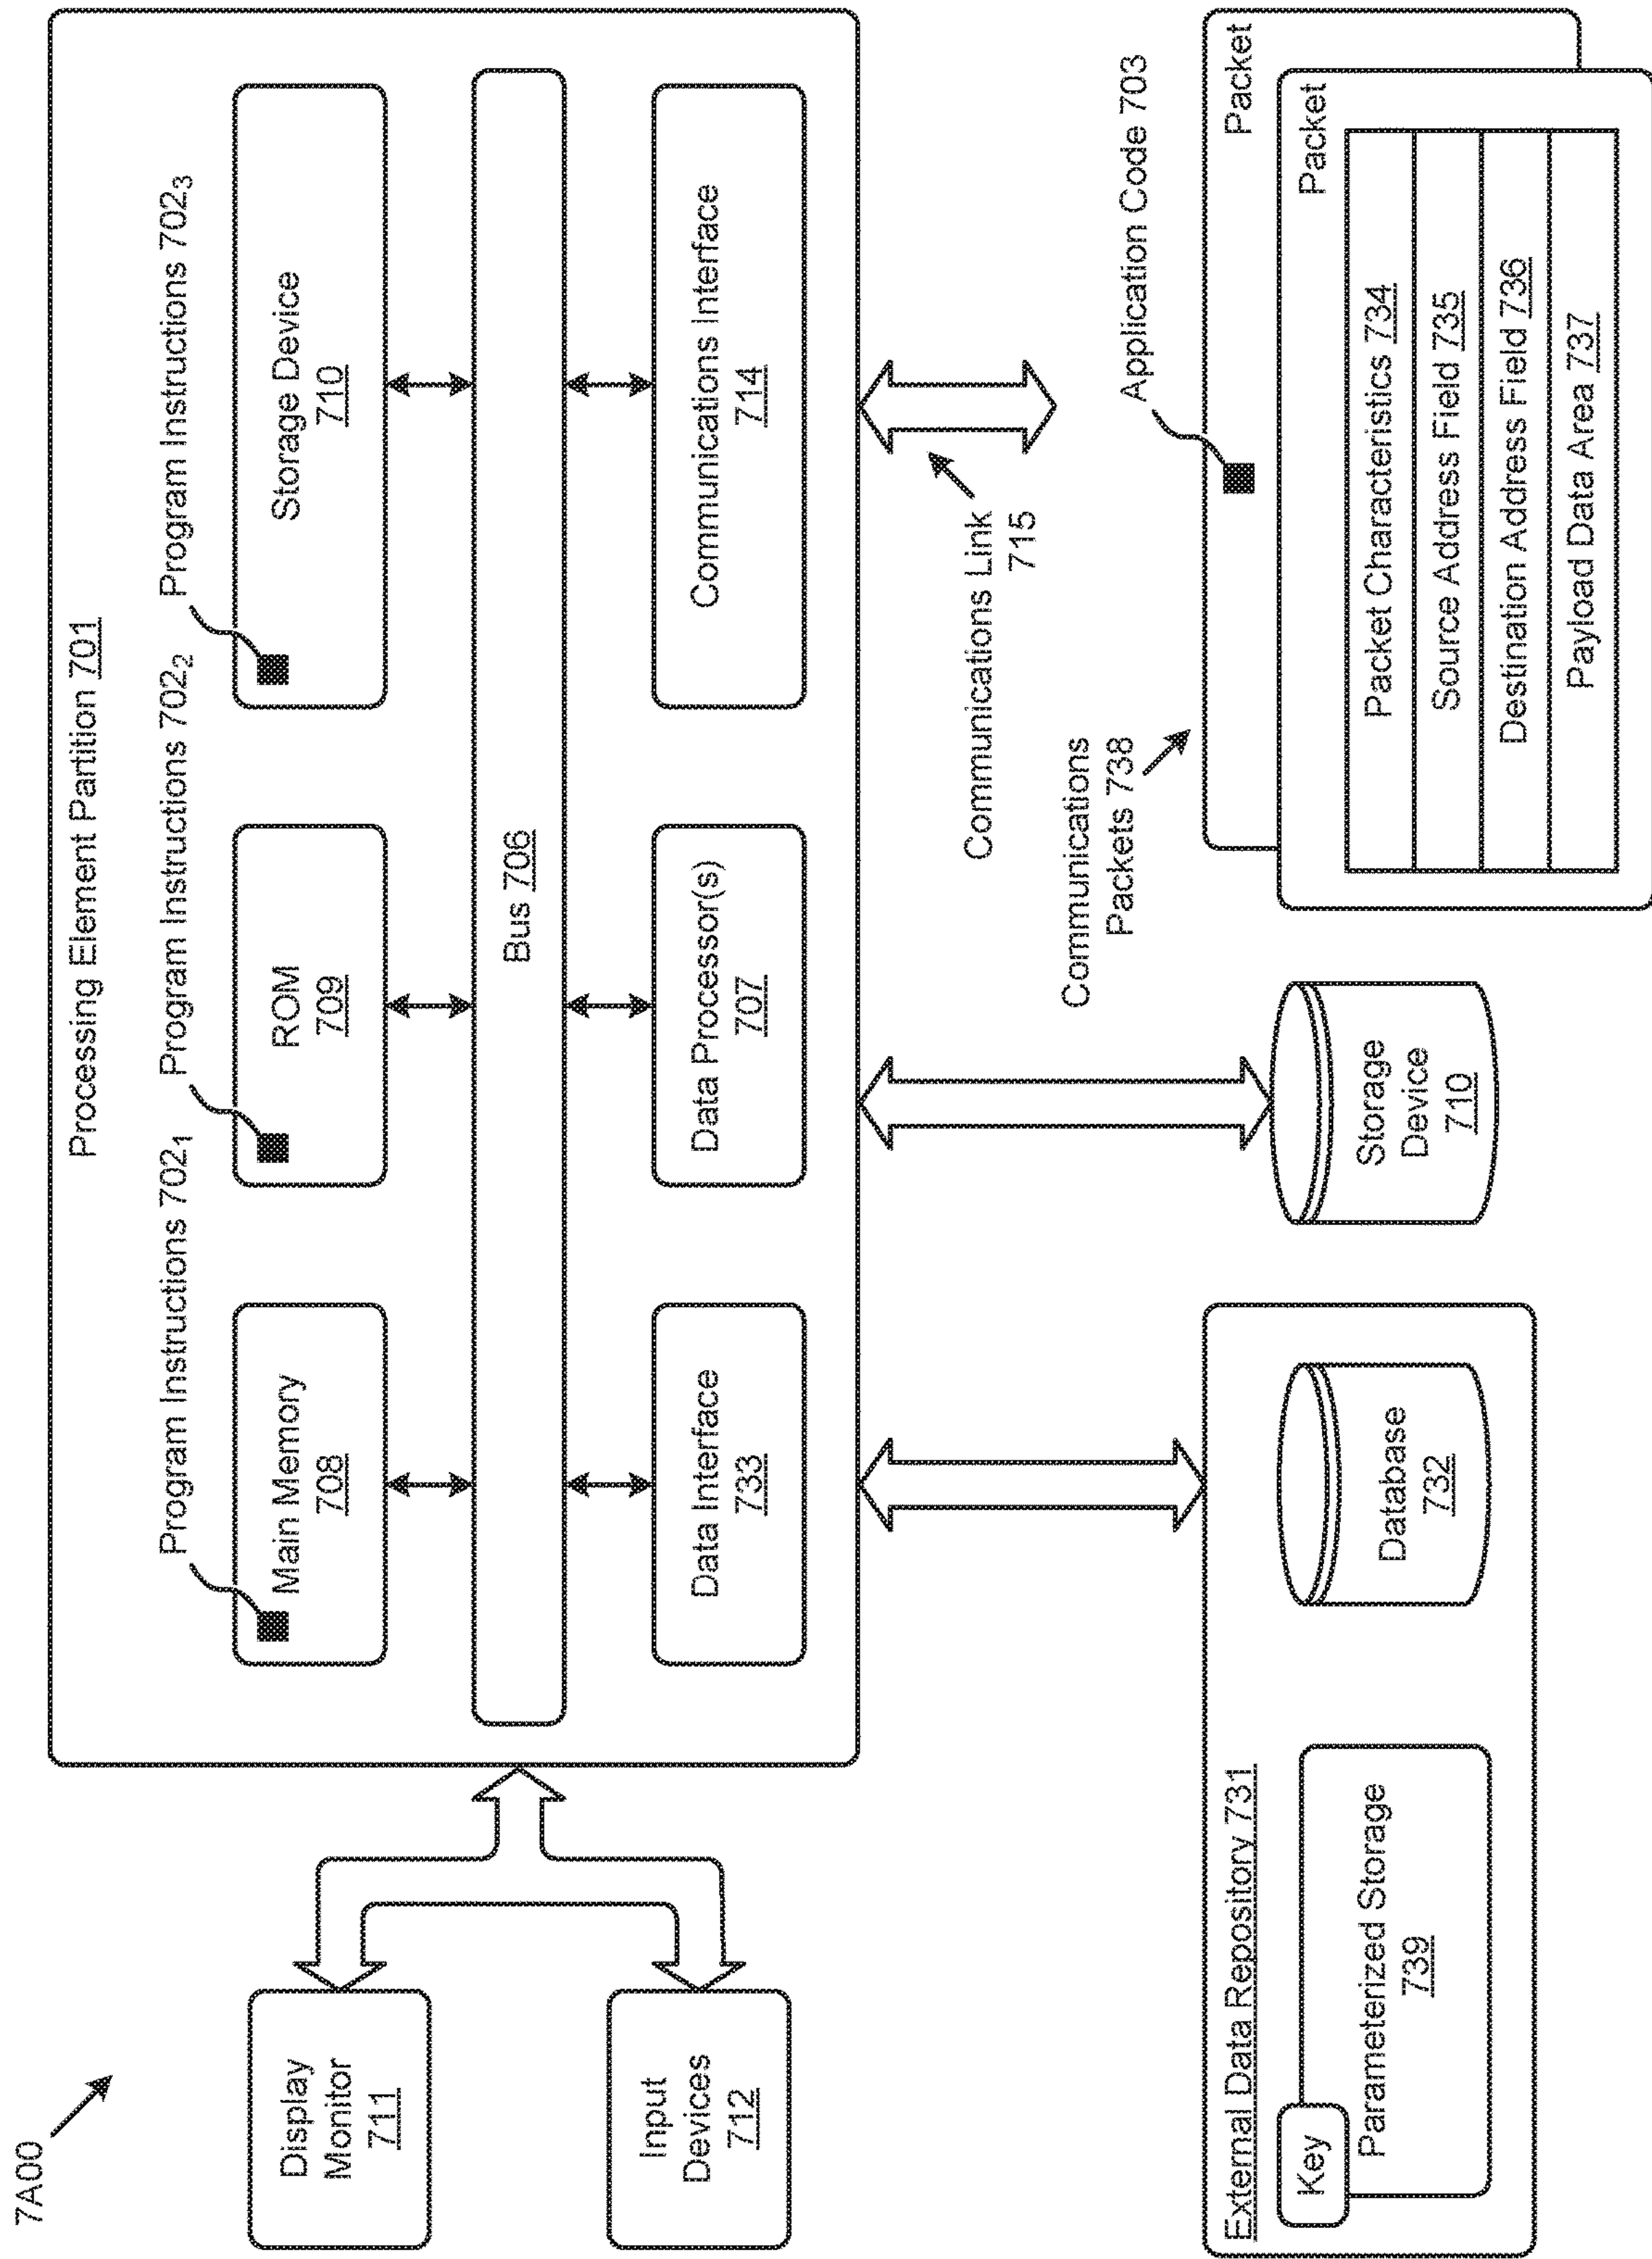 7A00
Processing Element Partition 701
Program Instructions 702₁
Program Instructions 702₂
Program Instructions 702₃
Main Memory
708
ROM
709
Storage Device
710
Bus 706
Data Interface
733
Data Processor(s)
707
Communications Interface
714
Display
Monitor
711
Input
Devices
712
Communications Link
715
External Data Repository 731
Key
Parameterized Storage
739
Database
732
Storage
Device
710
Communications
Packets 738
Application Code 703
Packet
Packet
Packet Characteristics 734
Source Address Field 735
Destination Address Field 736
Payload Data Area 737